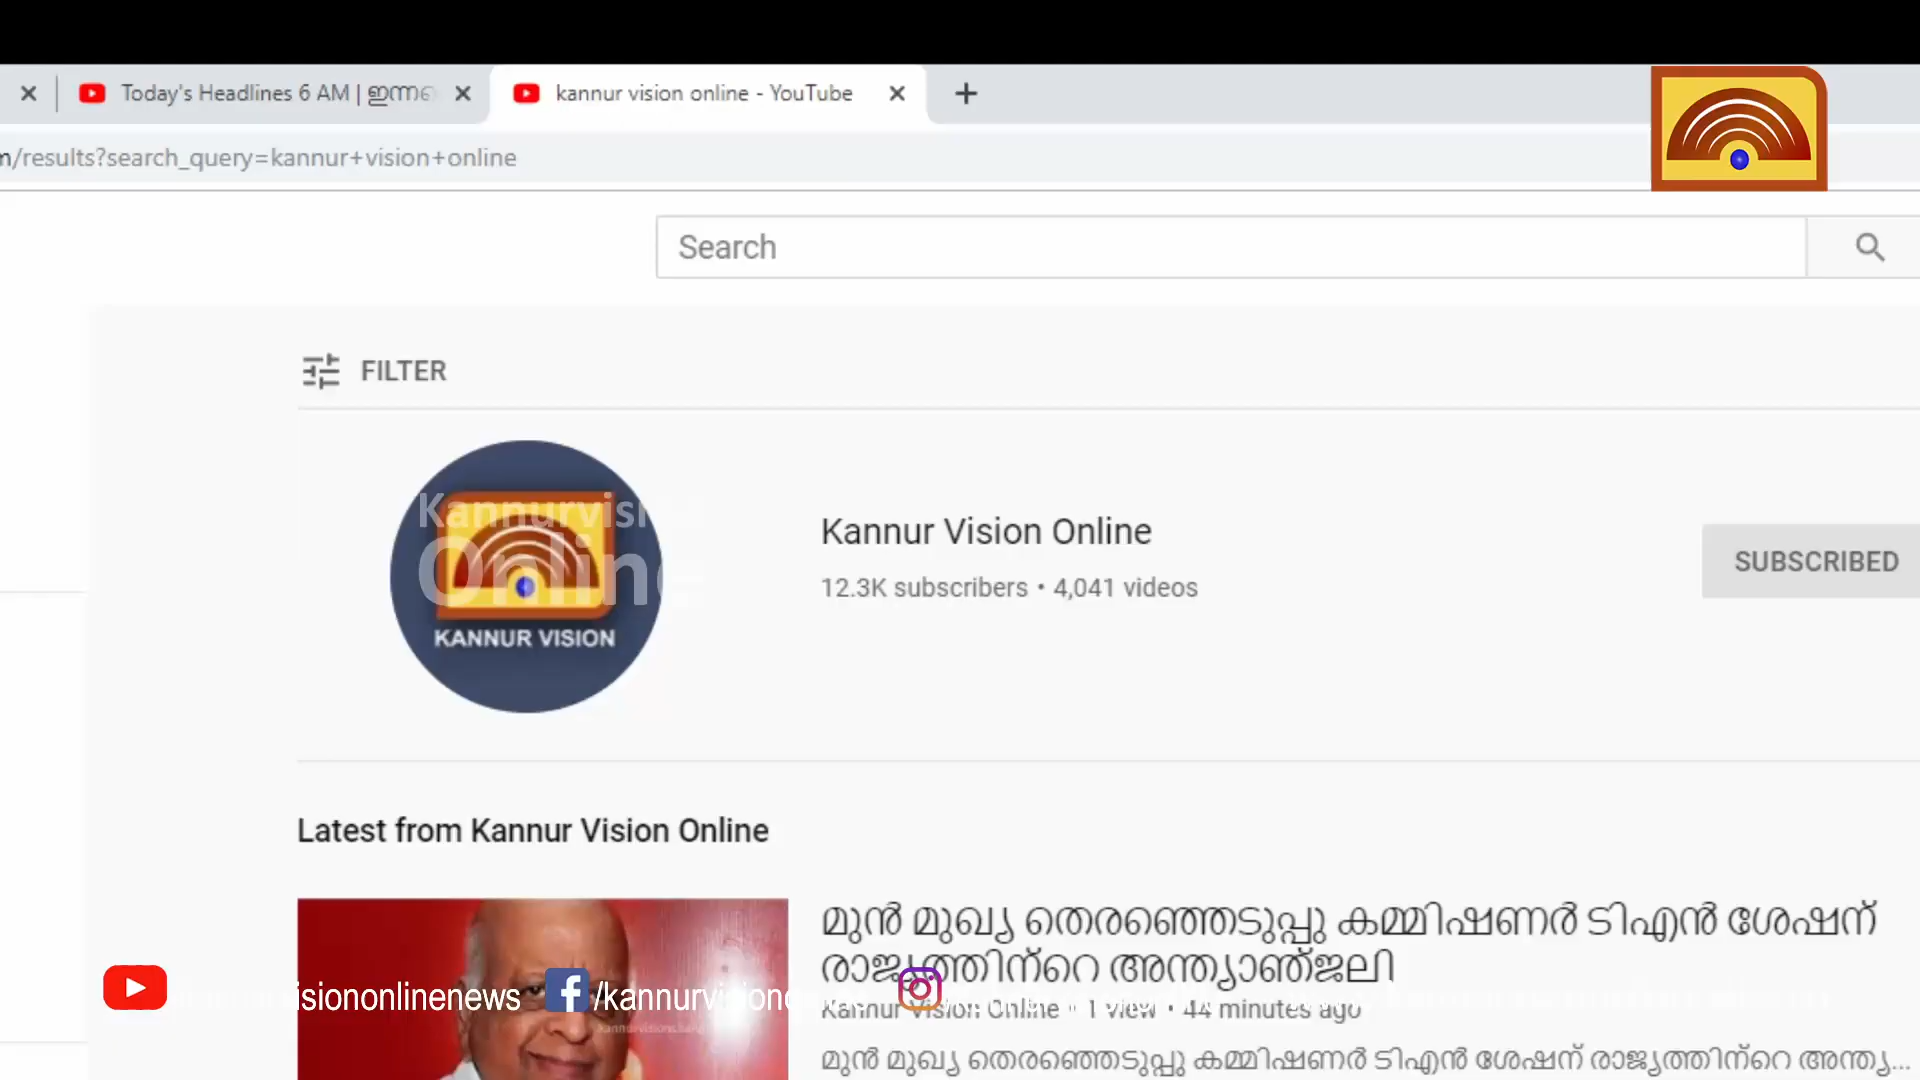 Today's Headlines 6 AM |
kannur vision online - YouTube
/results?search_query=kannur+vision+online
Search
FILTER
Kannurvisi
Online
KANNUR VISION
Kannur Vision Online
12.3K subscribers • 4,041 videos
SUBSCRIBED
Latest from Kannur Vision Online
മുൻ മുഖ്യ തെരഞ്ഞെടുപ്പു കമ്മിഷണർ ടിഎൻ ശേഷന്
രാജ്യത്തിന്റെ അന്ത്യാഞ്ജലി
Kannur Vision Online • 1 view • 44 minutes ago
മുൻ മുഖ്യ തെരഞ്ഞെടുപ്പു കമ്മിഷണർ ടിഎൻ ശേഷന് രാജ്യത്തിന്റെ അന്ത്യ...